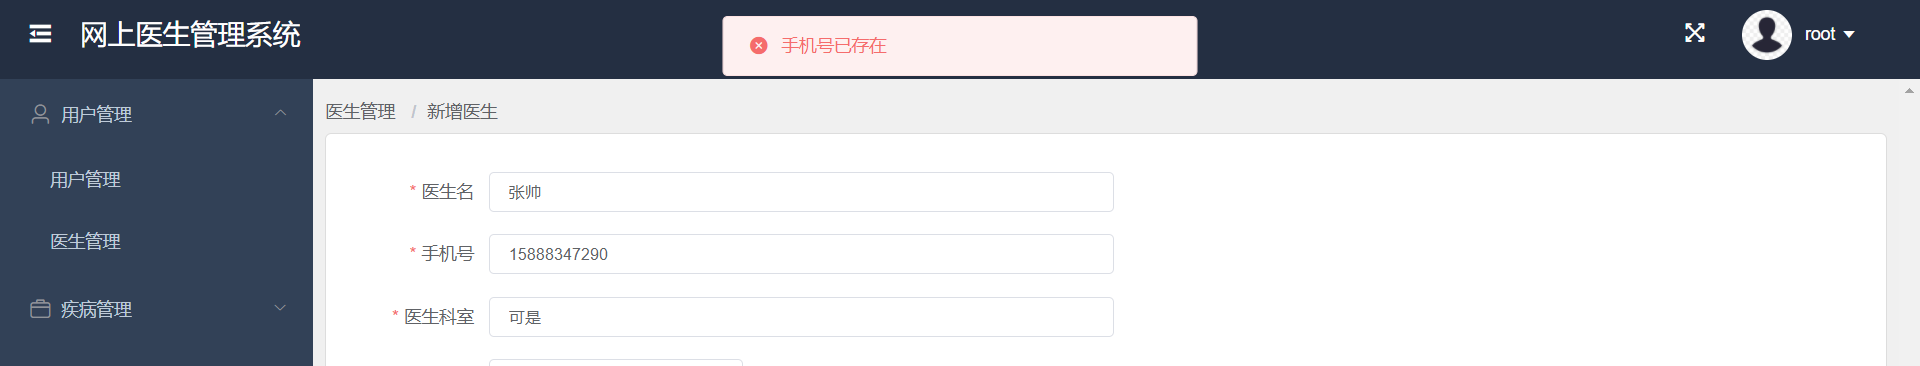 网上医生管理系统
手机号已存在
root
用户管理
用户管理
医生管理
疾病管理
医生管理 / 新增医生
* 医生名 张帅
* 手机号 15888347290
* 医生科室 可是